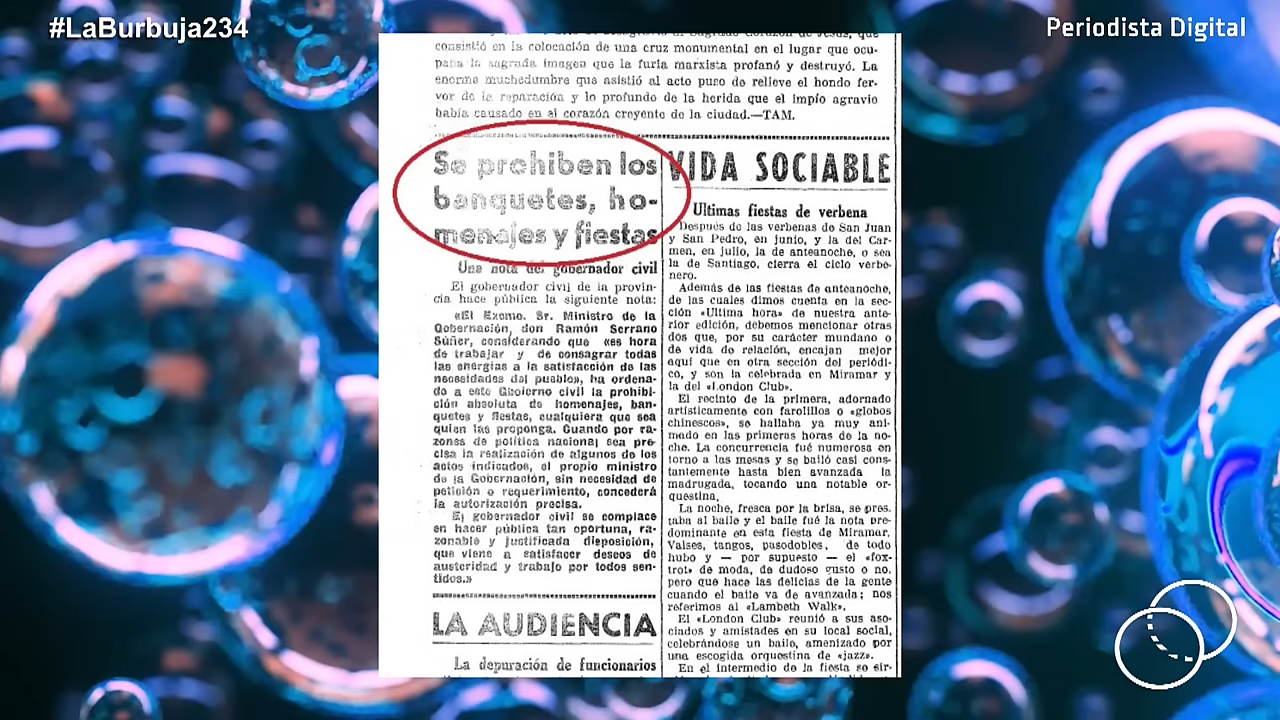 #LaBurbuja234
Periodista Digital
consistió en la colocación de una cruz monumental en el lugar que ocu-
paba la sagrada imagen que la furia marxista profanó y destruyó. La
enorme muchedumbre que asistió al acto puso de relieve el hondo fer-
vor de la reparación y lo profundo de la herida que el impío agravio
había causado en el corazón creyente de la ciudad.—TAM.
Se prohiben los
banquetes, ho-
menajes y fiestas
Una nota del gobernador civil
El gobernador civil de la provin-
cia hace pública la siguiente nota:
«El Excmo. Sr. Ministro de la
Gobernación, don Ramón Serrano
Súñer, considerando que «es hora
de trabajar y de consagrar todas
las energías a la satisfacción de las
necesidades del pueblo», ha ordena-
do a este Gobierno civil la prohibi-
ción absoluta de homenajes, ban-
quetes y fiestas, cualquiera que sea
quien las proponga. Cuando por ra-
zones de política nacional sea pre-
cisa la realización de algunos de los
actos indicados, el propio ministro
de la Gobernación, sin necesidad de
petición o requerimiento, concederá
la autorización precisa.
El gobernador civil se complace
en hacer pública tan oportuna, ra-
zonable y justificada disposición,
que viene a satisfacer deseos de
austeridad y trabajo por todos sen-
tidos.»
LA AUDIENCIA
La depuración de funcionarios
VIDA SOCIABLE
Ultimas fiestas de verbena
Después de las verbenas de San Juan
y San Pedro, en junio, y la del Car-
men, en julio, la de anteanoche, o sea
la de Santiago, cierra el ciclo verbe-
nero.
Además de las fiestas de anteanoche,
de las cuales dimos cuenta en la sec-
ción «Ultima hora» de nuestra ante-
rior edición, debemos mencionar otras
dos que, por su carácter mundano o
de vida de relación, encajan mejor
aquí que en otra sección del periódi-
co, y son la celebrada en Miramar y
la del «London Club».
El recinto de la primera, adornado
artísticamente con farolillos o «globos
chinescos», se hallaba ya muy ani-
mado en las primeras horas de la no-
che. La concurrencia fué numerosa en
torno a las mesas y se bailó casi cons-
tantemente hasta bien avanzada la
madrugada, tocando una notable or-
questina.
La noche, fresca por la brisa, se pres.
taba al baile y el baile fué la nota pre-
dominante en esta fiesta de Miramar.
Valses, tangos, pasodobles, de todo
hubo y — por supuesto — el «fox-
trot» de moda, de dudoso gusto o no,
pero que hace las delicias de la gente
cuando el baile va de avanzada; nos
referimos al «Lambeth Walk».
El «London Club» reunió a sus aso-
ciados y amistades en su local social,
celebrándose un bailo, amenizado por
una escogida orquestina de «jazz».
En el intermedio de la fiesta se sir-